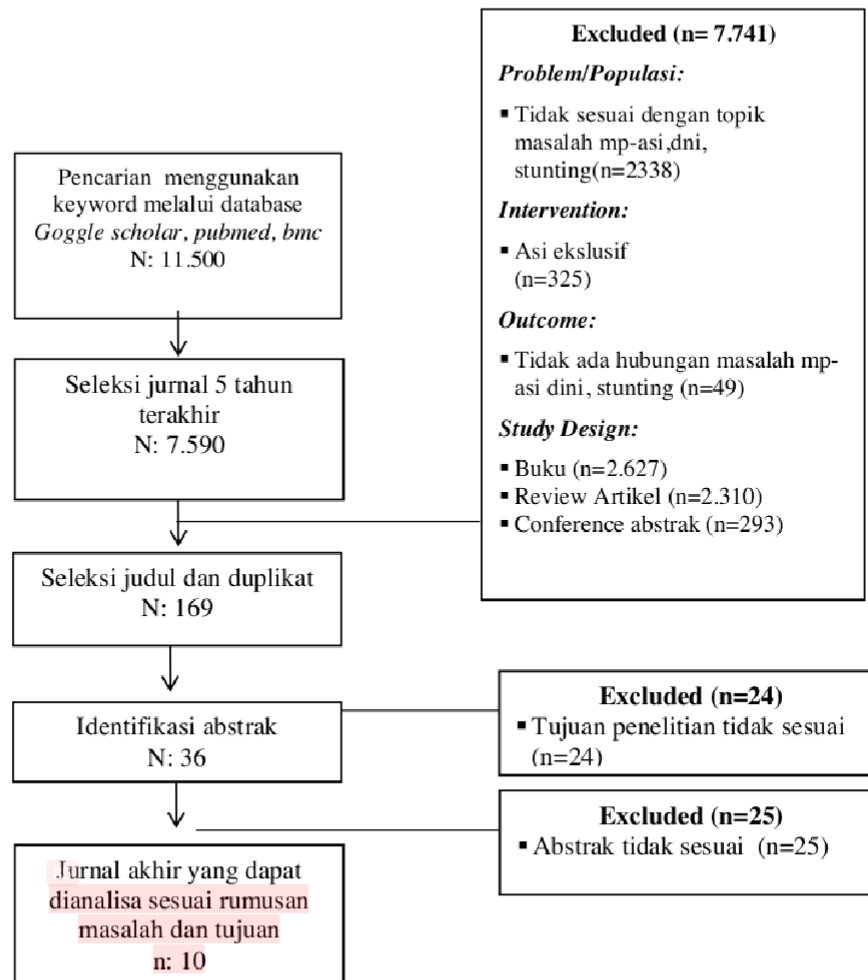 Pencarian menggunakan
keyword melalui database
Goggle scholar, pubmed, bmc
N: 11.500
Seleksi jurnal 5 tahun
terakhir
N: 7.590
Seleksi judul dan duplikat
N: 169
Identifikasi abstrak
N: 36
Jurnal akhir yang dapat
dianalisa sesuai rumusan
masalah dan tujuan
n: 10
Excluded (n= 7.741)
Problem/Populasi:
▪ Tidak sesuai dengan topik
masalah mp-asi,dni,
stunting(n=2338)
Intervention:
▪ Asi ekslusif
(n=325)
Outcome:
▪ Tidak ada hubungan masalah mp-
asi dini, stunting (n=49)
Study Design:
▪ Buku (n=2.627)
▪ Review Artikel (n=2.310)
▪ Conference abstrak (n=293)
Excluded (n=24)
▪ Tujuan penelitian tidak sesuai
(n=24)
Excluded (n=25)
▪ Abstrak tidak sesuai (n=25)